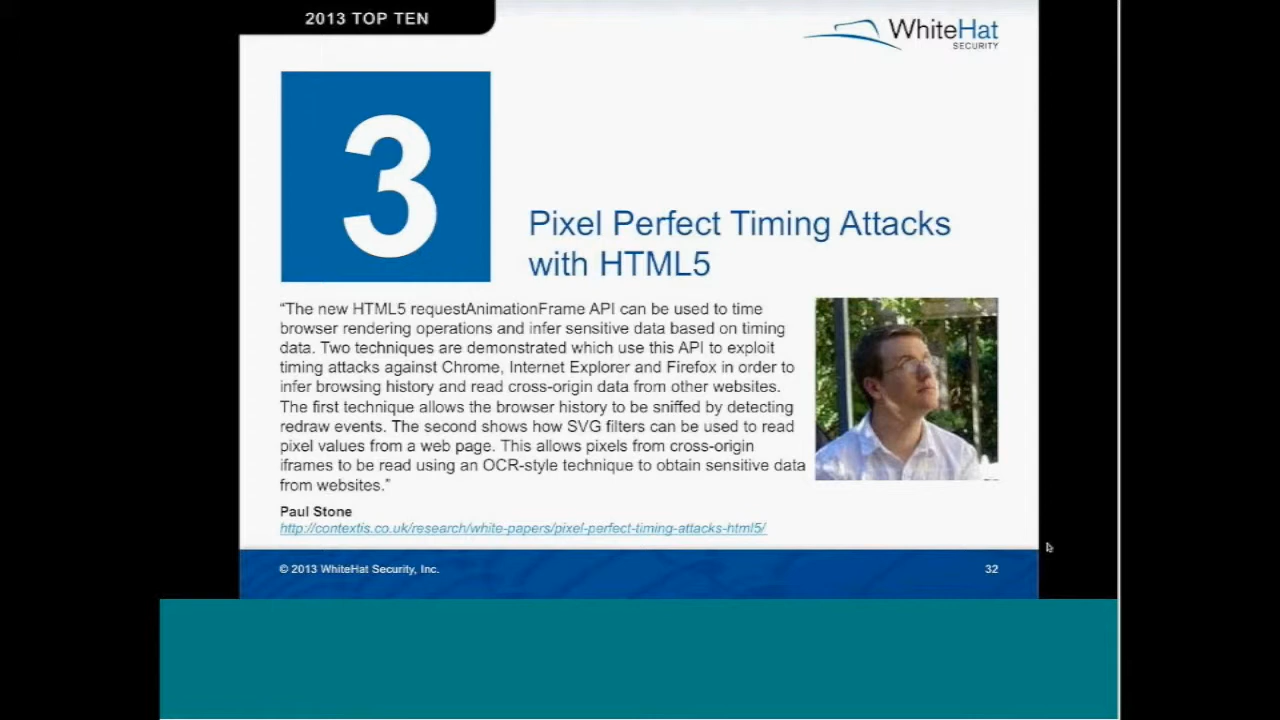 2013 TOP TEN
WhiteHat
SECURITY
3
Pixel Perfect Timing Attacks
with HTML5
“The new HTML5 requestAnimationFrame API can be used to time
browser rendering operations and infer sensitive data based on timing
data. Two techniques are demonstrated which use this API to exploit
timing attacks against Chrome, Internet Explorer and Firefox in order to
infer browsing history and read cross-origin data from other websites.
The first technique allows the browser history to be sniffed by detecting
redraw events. The second shows how SVG filters can be used to read
pixel values from a web page. This allows pixels from cross-origin
iframes to be read using an OCR-style technique to obtain sensitive data
from websites.”
Paul Stone
http://contextis.co.uk/research/white-papers/pixel-perfect-timing-attacks-html5/
© 2013 WhiteHat Security, Inc.
32